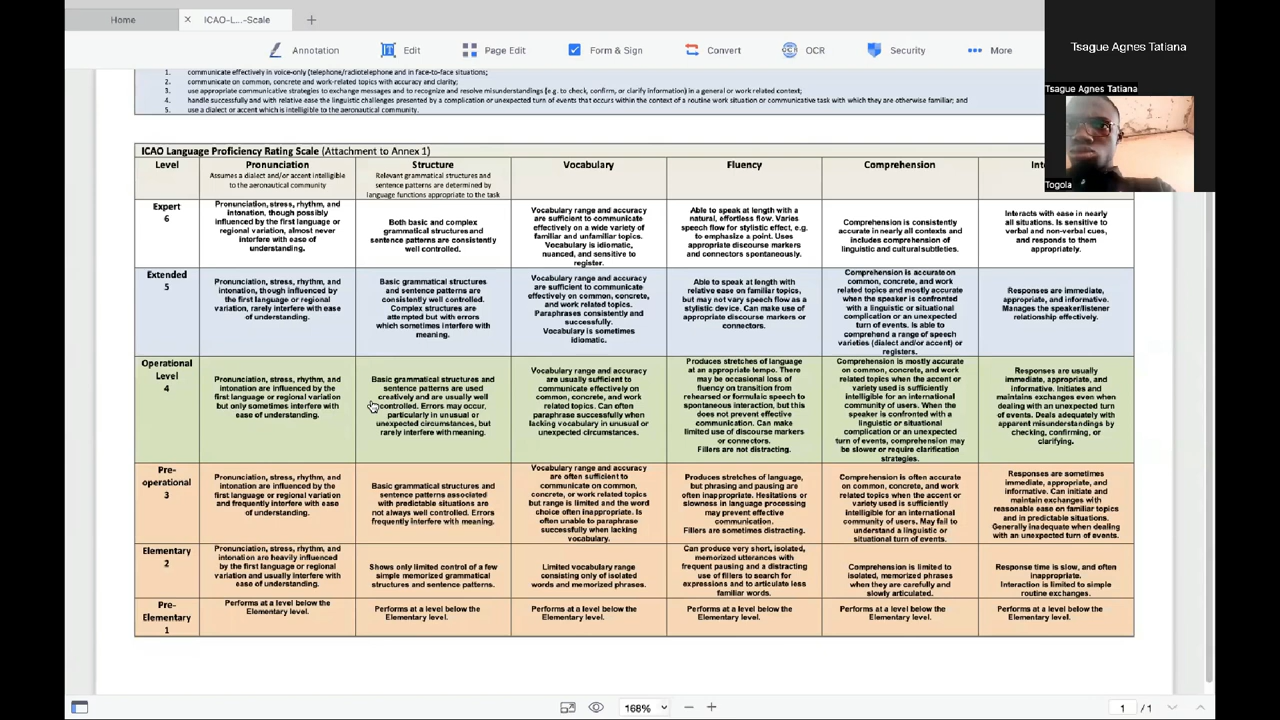 Home
ICAO-L...-Scale
Annotation
Edit
Page Edit
Form & Sign
Convert
OCR
Security
More
Tsague Agnes Tatiana
Tsague Agnes Tatiana
Togola
1. communicate effectively in voice-only (telephone/radiotelephone and in face-to-face situations;
2. communicate on common, concrete and work-related topics with accuracy and clarity;
3. use appropriate communicative strategies to exchange messages and to recognize and resolve misunderstandings (e.g. to check, confirm, or clarify information) in a general or work related context;
4. handle successfully and with relative ease the linguistic challenges presented by a complication or unexpected turn of events that occurs within the context of a routine work situation or communicative task with which they are otherwise familiar; and
5. use a dialect or accent which is intelligible to the aeronautical community.
ICAO Language Proficiency Rating Scale (Attachment to Annex 1)
Level
Pronunciation
Assumes a dialect and/or accent intelligible
to the aeronautical community
Structure
Relevant grammatical structures and
sentence patterns are determined by
language functions appropriate to the task
Vocabulary
Fluency
Comprehension
Int
Expert
6
Pronunciation, stress, rhythm, and
intonation, though possibly
influenced by the first language or
regional variation, almost never
interfere with ease of
understanding.
Both basic and complex
grammatical structures and
sentence patterns are consistently
well controlled.
Vocabulary range and accuracy
are sufficient to communicate
effectively on a wide variety of
familiar and unfamiliar topics.
Vocabulary is idiomatic,
nuanced, and sensitive to
register.
Able to speak at length with a
natural, effortless flow. Varies
speech flow for stylistic effect, e.g.
to emphasize a point. Uses
appropriate discourse markers
and connectors spontaneously.
Comprehension is consistently
accurate in nearly all contexts and
includes comprehension of
linguistic and cultural subtleties.
Interacts with ease in nearly
all situations. Is sensitive to
verbal and non-verbal cues,
and responds to them
appropriately.
Extended
5
Pronunciation, stress, rhythm, and
intonation, though influenced by
the first language or regional
variation, rarely interfere with ease
of understanding.
Basic grammatical structures
and sentence patterns are
consistently well controlled.
Complex structures are
attempted but with errors
which sometimes interfere with
meaning.
Vocabulary range and accuracy
are sufficient to communicate
effectively on common, concrete,
and work related topics.
Paraphrases consistently and
successfully.
Vocabulary is sometimes
idiomatic.
Able to speak at length with
relative ease on familiar topics,
but may not vary speech flow as a
stylistic device. Can make use of
appropriate discourse markers or
connectors.
Comprehension is accurate on
common, concrete, and work
related topics and mostly accurate
when the speaker is confronted
with a linguistic or situational
complication or an unexpected
turn of events. Is able to
comprehend a range of speech
varieties (dialect and/or accent) or
registers.
Responses are immediate,
appropriate, and informative.
Manages the speaker/listener
relationship effectively.
Operational
Level
4
Pronunciation, stress, rhythm, and
intonation are influenced by the
first language or regional variation
but only sometimes interfere with
ease of understanding.
Basic grammatical structures and
sentence patterns are used
creatively and are usually well
controlled. Errors may occur,
particularly in unusual or
unexpected circumstances, but
rarely interfere with meaning.
Vocabulary range and accuracy
are usually sufficient to
communicate effectively on
common, concrete, and work
related topics. Can often
paraphrase successfully when
lacking vocabulary in unusual or
unexpected circumstances.
Produces stretches of language
at an appropriate tempo. There
may be occasional loss of
fluency on transition from
rehearsed or formulaic speech to
spontaneous interaction, but this
does not prevent effective
communication. Can make
limited use of discourse markers
or connectors.
Fillers are not distracting.
Comprehension is mostly accurate
on common, concrete, and work
related topics when the accent or
variety used is sufficiently
intelligible for an international
community of users. When the
speaker is confronted with a
linguistic or situational
complication or an unexpected
turn of events, comprehension may
be slower or require clarification
strategies.
Responses are usually
immediate, appropriate, and
informative. Initiates and
maintains exchanges even when
dealing with an unexpected turn
of events. Deals adequately with
apparent misunderstandings by
checking, confirming, or
clarifying.
Pre-
operational
3
Pronunciation, stress, rhythm, and
intonation are influenced by the
first language or regional variation
and frequently interfere with ease
of understanding.
Basic grammatical structures and
sentence patterns associated
with predictable situations are
not always well controlled. Errors
frequently interfere with meaning.
Vocabulary range and accuracy
are often sufficient to
communicate on common,
concrete, or work related topics
but range is limited and the word
choice often inappropriate. Is
often unable to paraphrase
successfully when lacking
vocabulary.
Produces stretches of language,
but phrasing and pausing are
often inappropriate. Hesitations or
slowness in language processing
may prevent effective
communication.
Fillers are sometimes distracting.
Comprehension is often accurate
on common, concrete, and work
related topics when the accent or
variety used is sufficiently
intelligible for an international
community of users. May fail to
understand a linguistic or
situational turn of events.
Responses are sometimes
immediate, appropriate, and
informative. Can initiate and
maintain exchanges with
reasonable ease on familiar topics
and in predictable situations.
Generally inadequate when dealing
with an unexpected turn of events.
Elementary
2
Pronunciation, stress, rhythm, and
intonation are heavily influenced
by the first language or regional
variation and usually interfere with
ease of understanding.
Shows only limited control of a few
simple memorized grammatical
structures and sentence patterns.
Limited vocabulary range
consisting only of isolated
words and memorized phrases.
Can produce very short, isolated,
memorized utterances with
frequent pausing and a distracting
use of fillers to search for
expressions and to articulate less
familiar words.
Comprehension is limited to
isolated, memorized phrases
when they are carefully and
slowly articulated.
Response time is slow, and often
inappropriate.
Interaction is limited to simple
routine exchanges.
Pre-
Elementary
1
Performs at a level below the
Elementary level.
Performs at a level below the
Elementary level.
Performs at a level below the
Elementary level.
Performs at a level below the
Elementary level.
Performs at a level below the
Elementary level.
Performs at a level below the
Elementary level.
168%
1 / 1